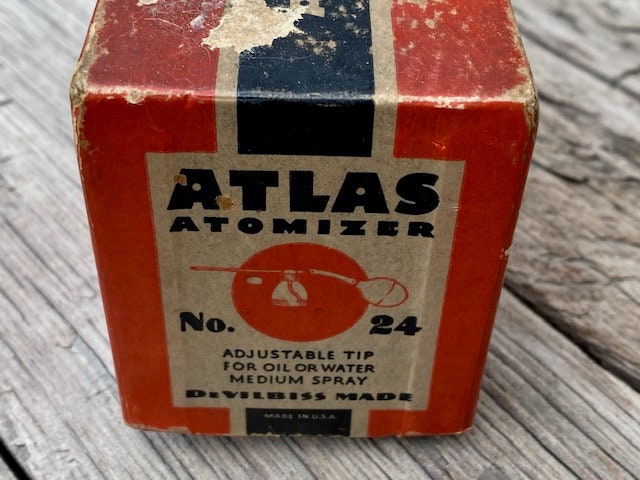 ATLAS
ATOMIZER
No. 24
ADJUSTABLE TIP
FOR OIL OR WATER
MEDIUM SPRAY
DEVILBISS MADE
MADE IN U.S.A.